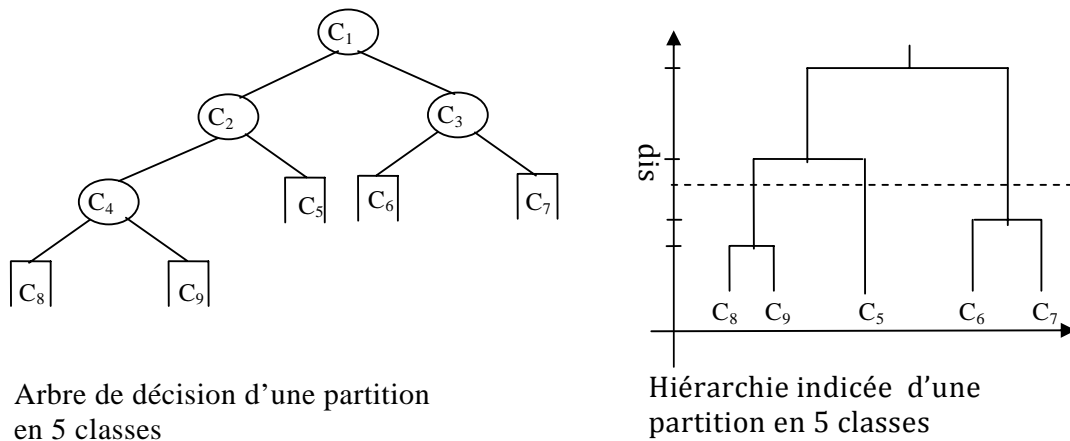 C₁
C₂
C₃
C₄
C₅
C₆
C₇
C₈
C₉
Arbre de décision d’une partition
en 5 classes
dis
C₈ C₉ C₅ C₆ C₇
Hiérarchie indicée d’une
partition en 5 classes